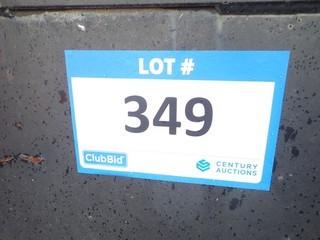 LOT #
349
ClubBid
CENTURY
AUCTIONS